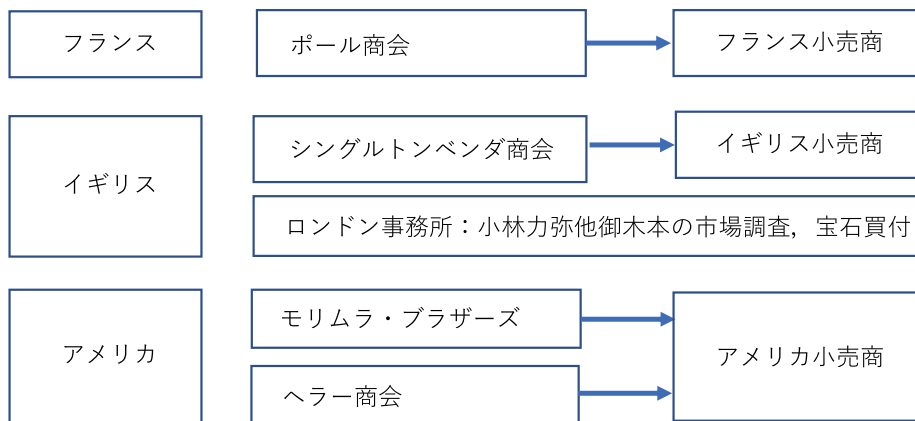 フランス
ポール商会
フランス小売商
イギリス
シングルトンベンダ商会
イギリス小売商
ロンドン事務所：小林力弥他御木本の市場調査，宝石買付
アメリカ
モリムラ・ブラザーズ
アメリカ小売商
ヘラー商会